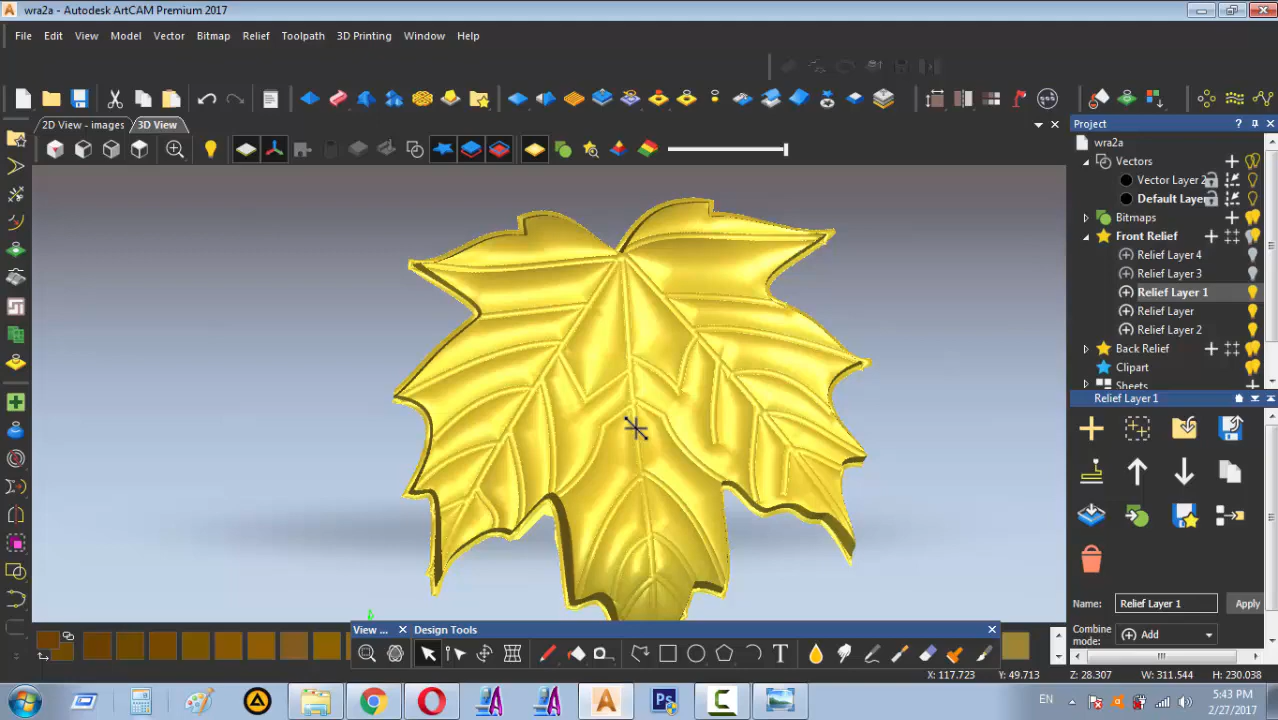 wra2a - Autodesk ArtCAM Premium 2017
File Edit View Model Vector Bitmap Relief Toolpath 3D Printing Window Help
2D View - images 3D View
Project
wra2a
Vectors
Vector Layer 2
Default Laye
Bitmaps
Front Relief
Relief Layer 4
Relief Layer 3
Relief Layer 1
Relief Layer
Relief Layer 2
Back Relief
Clipart
Sheets
Relief Layer 1
Name: Relief Layer 1 Apply
Combine mode: Add
View ... Design Tools
X: 117.723 Y: 49.713 Z: 28.307 W: 311.544 H: 230.038
EN 5:43 PM
2/27/2017